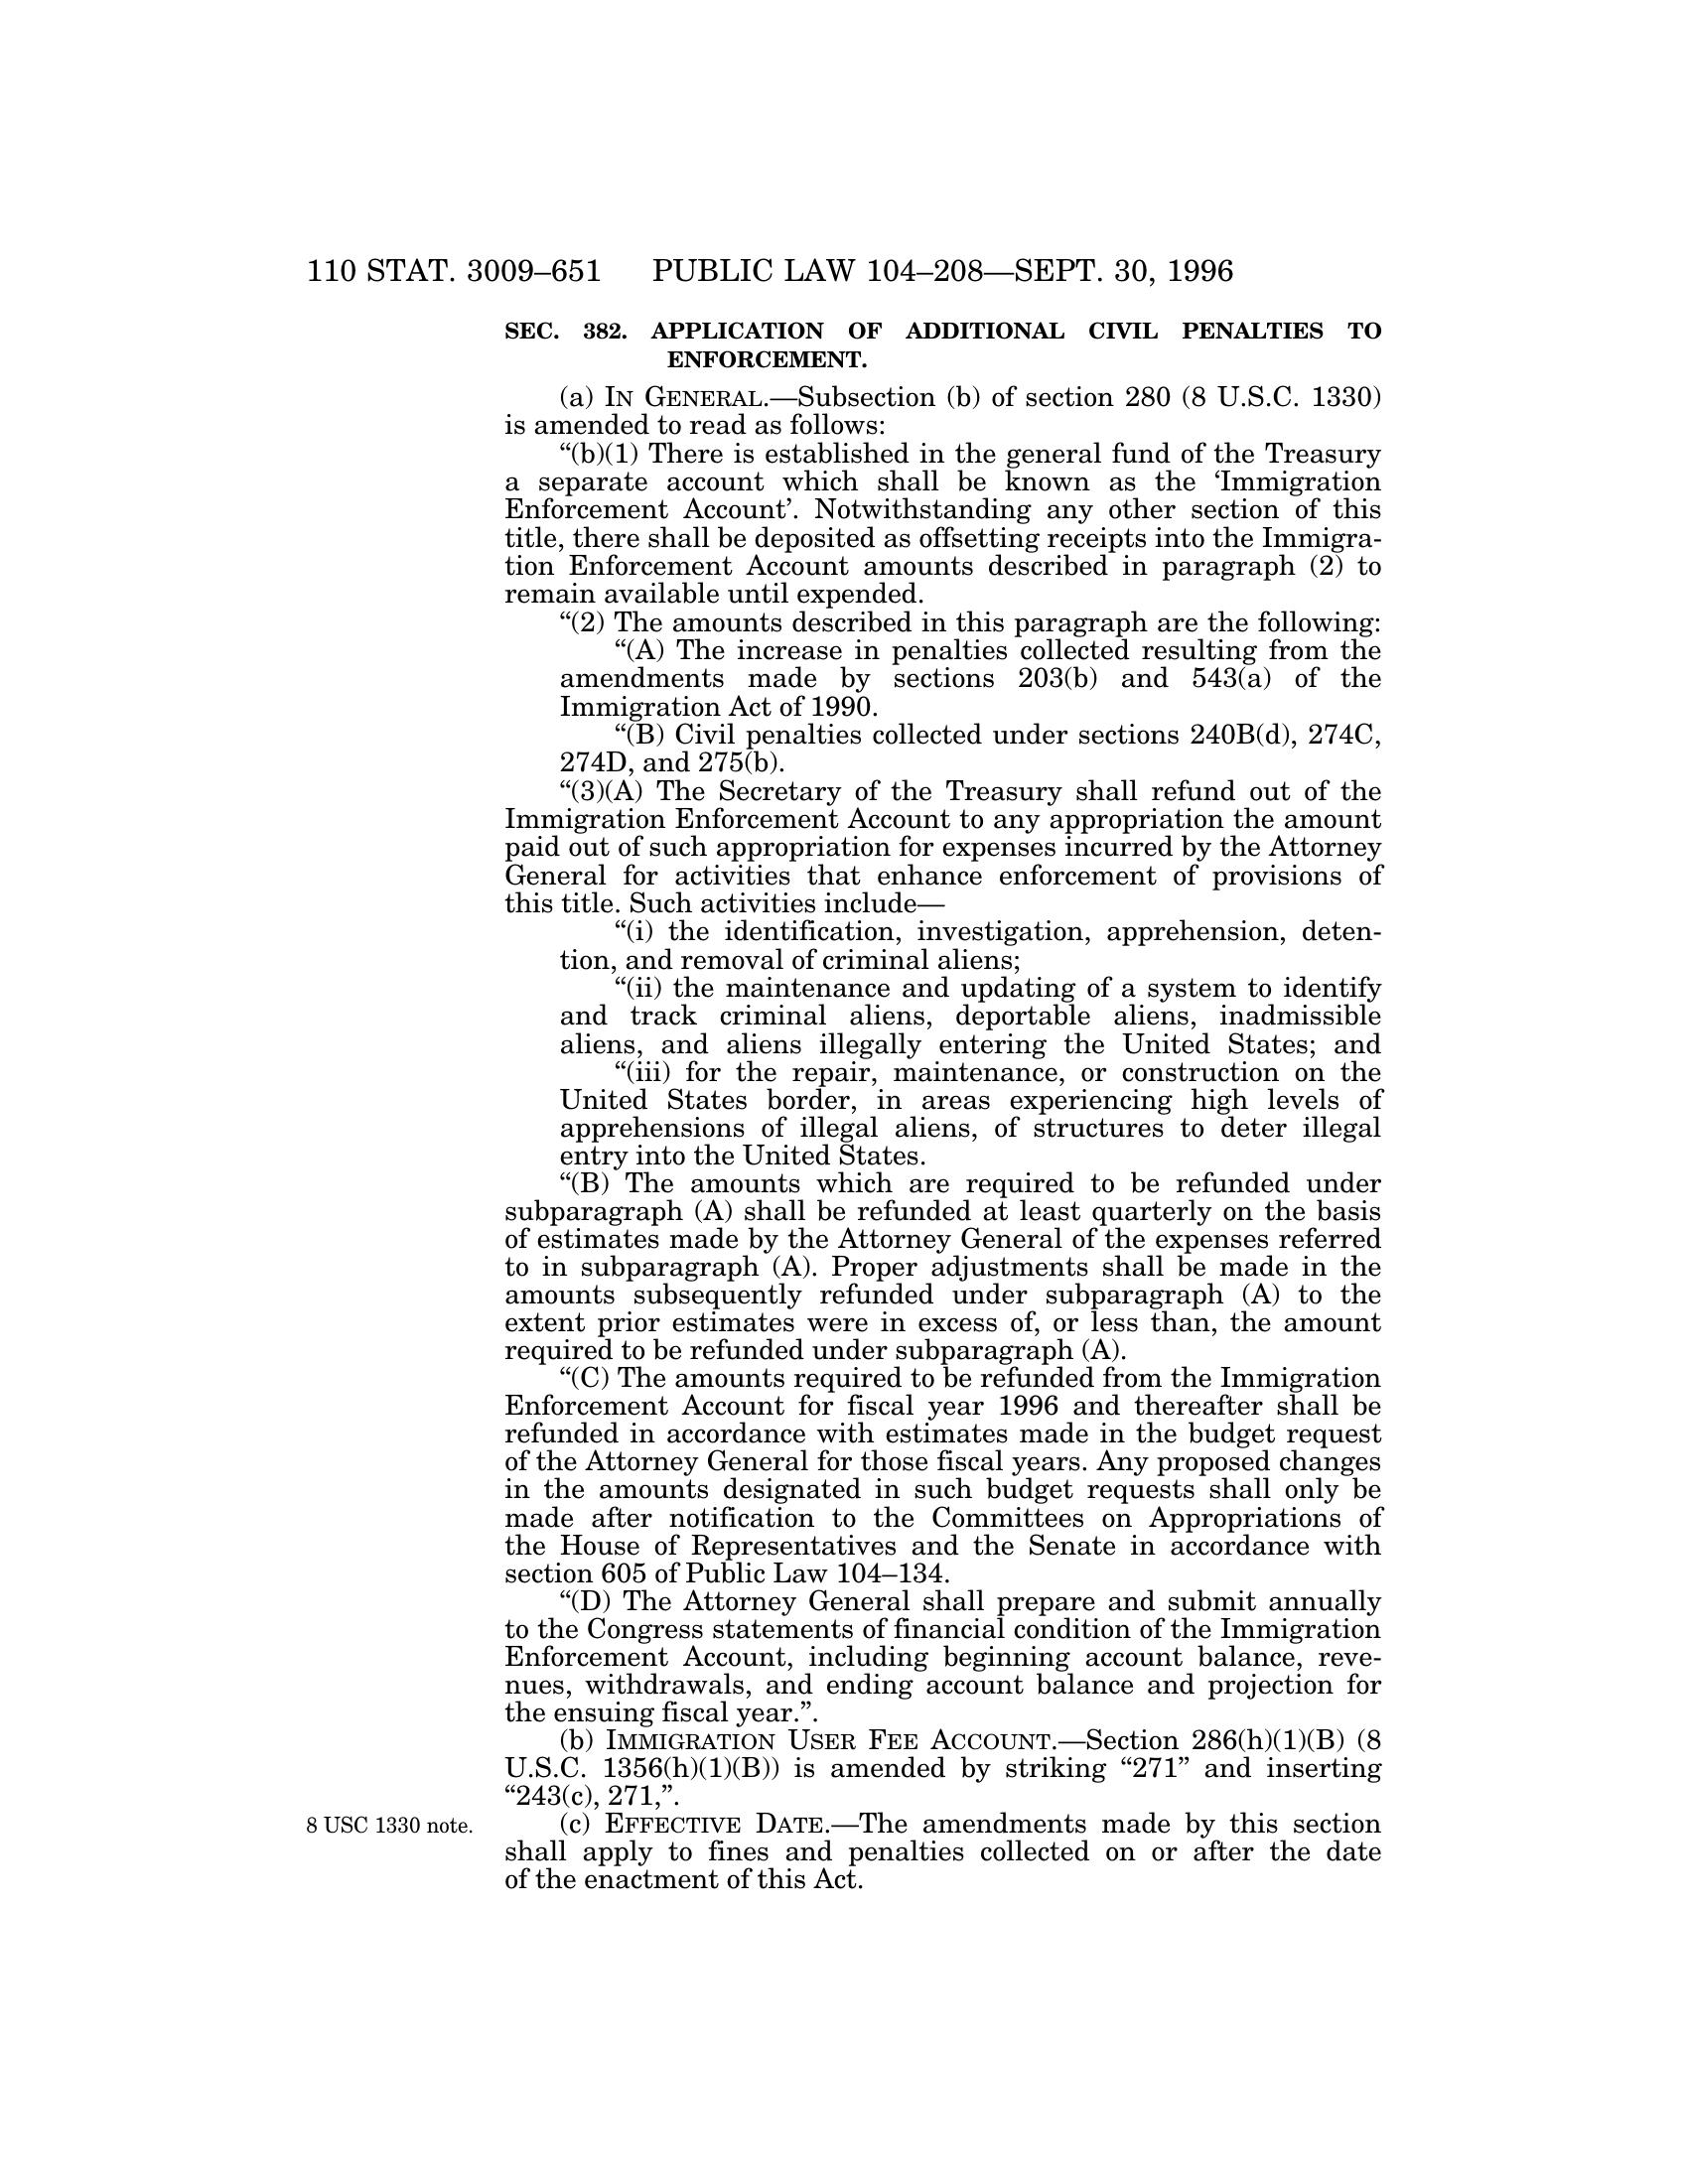 110 STAT. 3009–651 PUBLIC LAW 104–208—SEPT. 30, 1996
SEC. 382. APPLICATION OF ADDITIONAL CIVIL PENALTIES TO
ENFORCEMENT.
(a) IN GENERAL.—Subsection (b) of section 280 (8 U.S.C. 1330)
is amended to read as follows:
“(b)(1) There is established in the general fund of the Treasury
a separate account which shall be known as the ‘Immigration
Enforcement Account’. Notwithstanding any other section of this
title, there shall be deposited as offsetting receipts into the Immigra-
tion Enforcement Account amounts described in paragraph (2) to
remain available until expended.
“(2) The amounts described in this paragraph are the following:
“(A) The increase in penalties collected resulting from the
amendments made by sections 203(b) and 543(a) of the
Immigration Act of 1990.
“(B) Civil penalties collected under sections 240B(d), 274C,
274D, and 275(b).
“(3)(A) The Secretary of the Treasury shall refund out of the
Immigration Enforcement Account to any appropriation the amount
paid out of such appropriation for expenses incurred by the Attorney
General for activities that enhance enforcement of provisions of
this title. Such activities include—
“(i) the identification, investigation, apprehension, deten-
tion, and removal of criminal aliens;
“(ii) the maintenance and updating of a system to identify
and track criminal aliens, deportable aliens, inadmissible
aliens, and aliens illegally entering the United States; and
“(iii) for the repair, maintenance, or construction on the
United States border, in areas experiencing high levels of
apprehensions of illegal aliens, of structures to deter illegal
entry into the United States.
“(B) The amounts which are required to be refunded under
subparagraph (A) shall be refunded at least quarterly on the basis
of estimates made by the Attorney General of the expenses referred
to in subparagraph (A). Proper adjustments shall be made in the
amounts subsequently refunded under subparagraph (A) to the
extent prior estimates were in excess of, or less than, the amount
required to be refunded under subparagraph (A).
“(C) The amounts required to be refunded from the Immigration
Enforcement Account for fiscal year 1996 and thereafter shall be
refunded in accordance with estimates made in the budget request
of the Attorney General for those fiscal years. Any proposed changes
in the amounts designated in such budget requests shall only be
made after notification to the Committees on Appropriations of
the House of Representatives and the Senate in accordance with
section 605 of Public Law 104–134.
“(D) The Attorney General shall prepare and submit annually
to the Congress statements of financial condition of the Immigration
Enforcement Account, including beginning account balance, reve-
nues, withdrawals, and ending account balance and projection for
the ensuing fiscal year.”.
(b) IMMIGRATION USER FEE ACCOUNT.—Section 286(h)(1)(B) (8
U.S.C. 1356(h)(1)(B)) is amended by striking “271” and inserting
“243(c), 271,”.
8 USC 1330 note.
(c) EFFECTIVE DATE.—The amendments made by this section
shall apply to fines and penalties collected on or after the date
of the enactment of this Act.